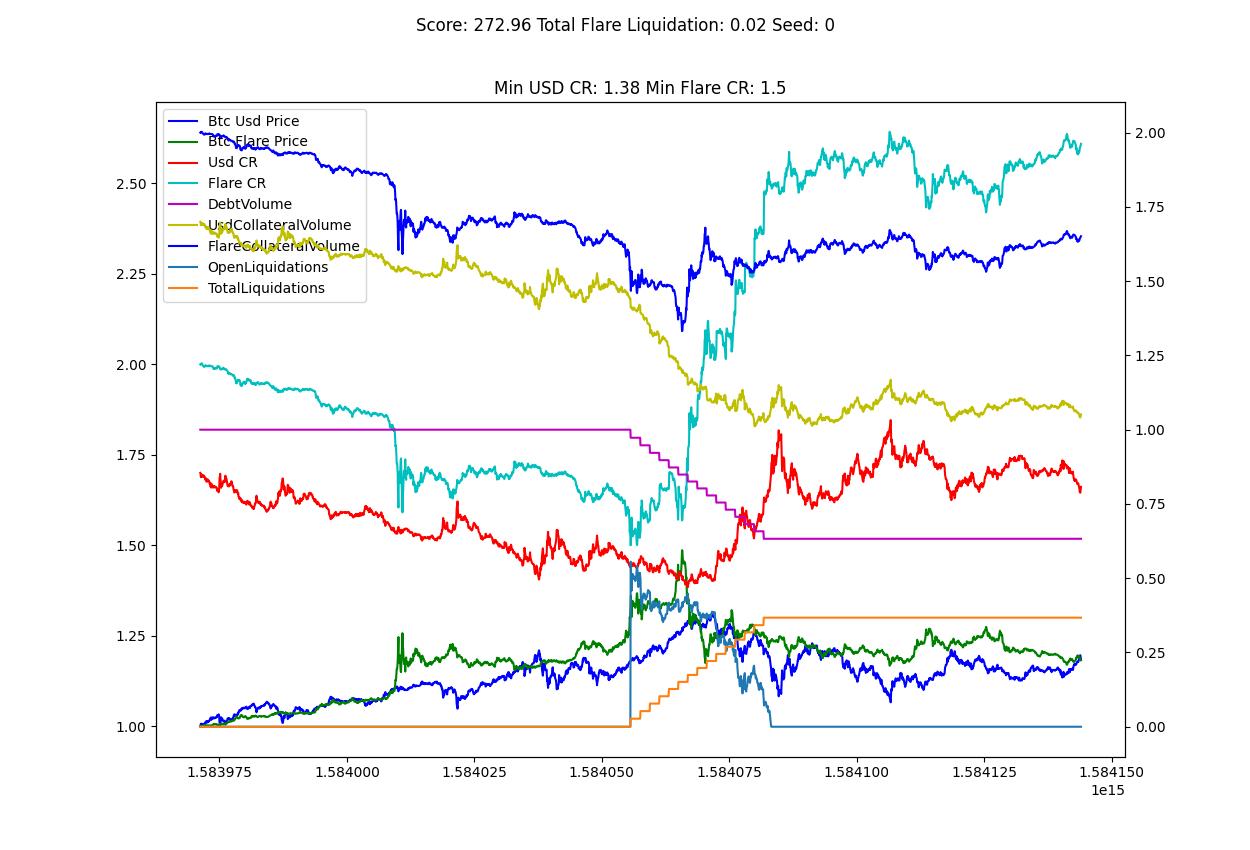 Score: 272.96 Total Flare Liquidation: 0.02 Seed: 0
Min USD CR: 1.38 Min Flare CR: 1.5
Btc Usd Price
Btc Flare Price
Usd CR
Flare CR
DebtVolume
UsdCollateralVolume
FlareCollateralVolume
OpenLiquidations
TotalLiquidations
2.50
2.25
2.00
1.75
1.50
1.25
1.00
2.00
1.75
1.50
1.25
1.00
0.75
0.50
0.25
0.00
1.583975 1.584000 1.584025 1.584050 1.584075 1.584100 1.584125 1.584150
1e15